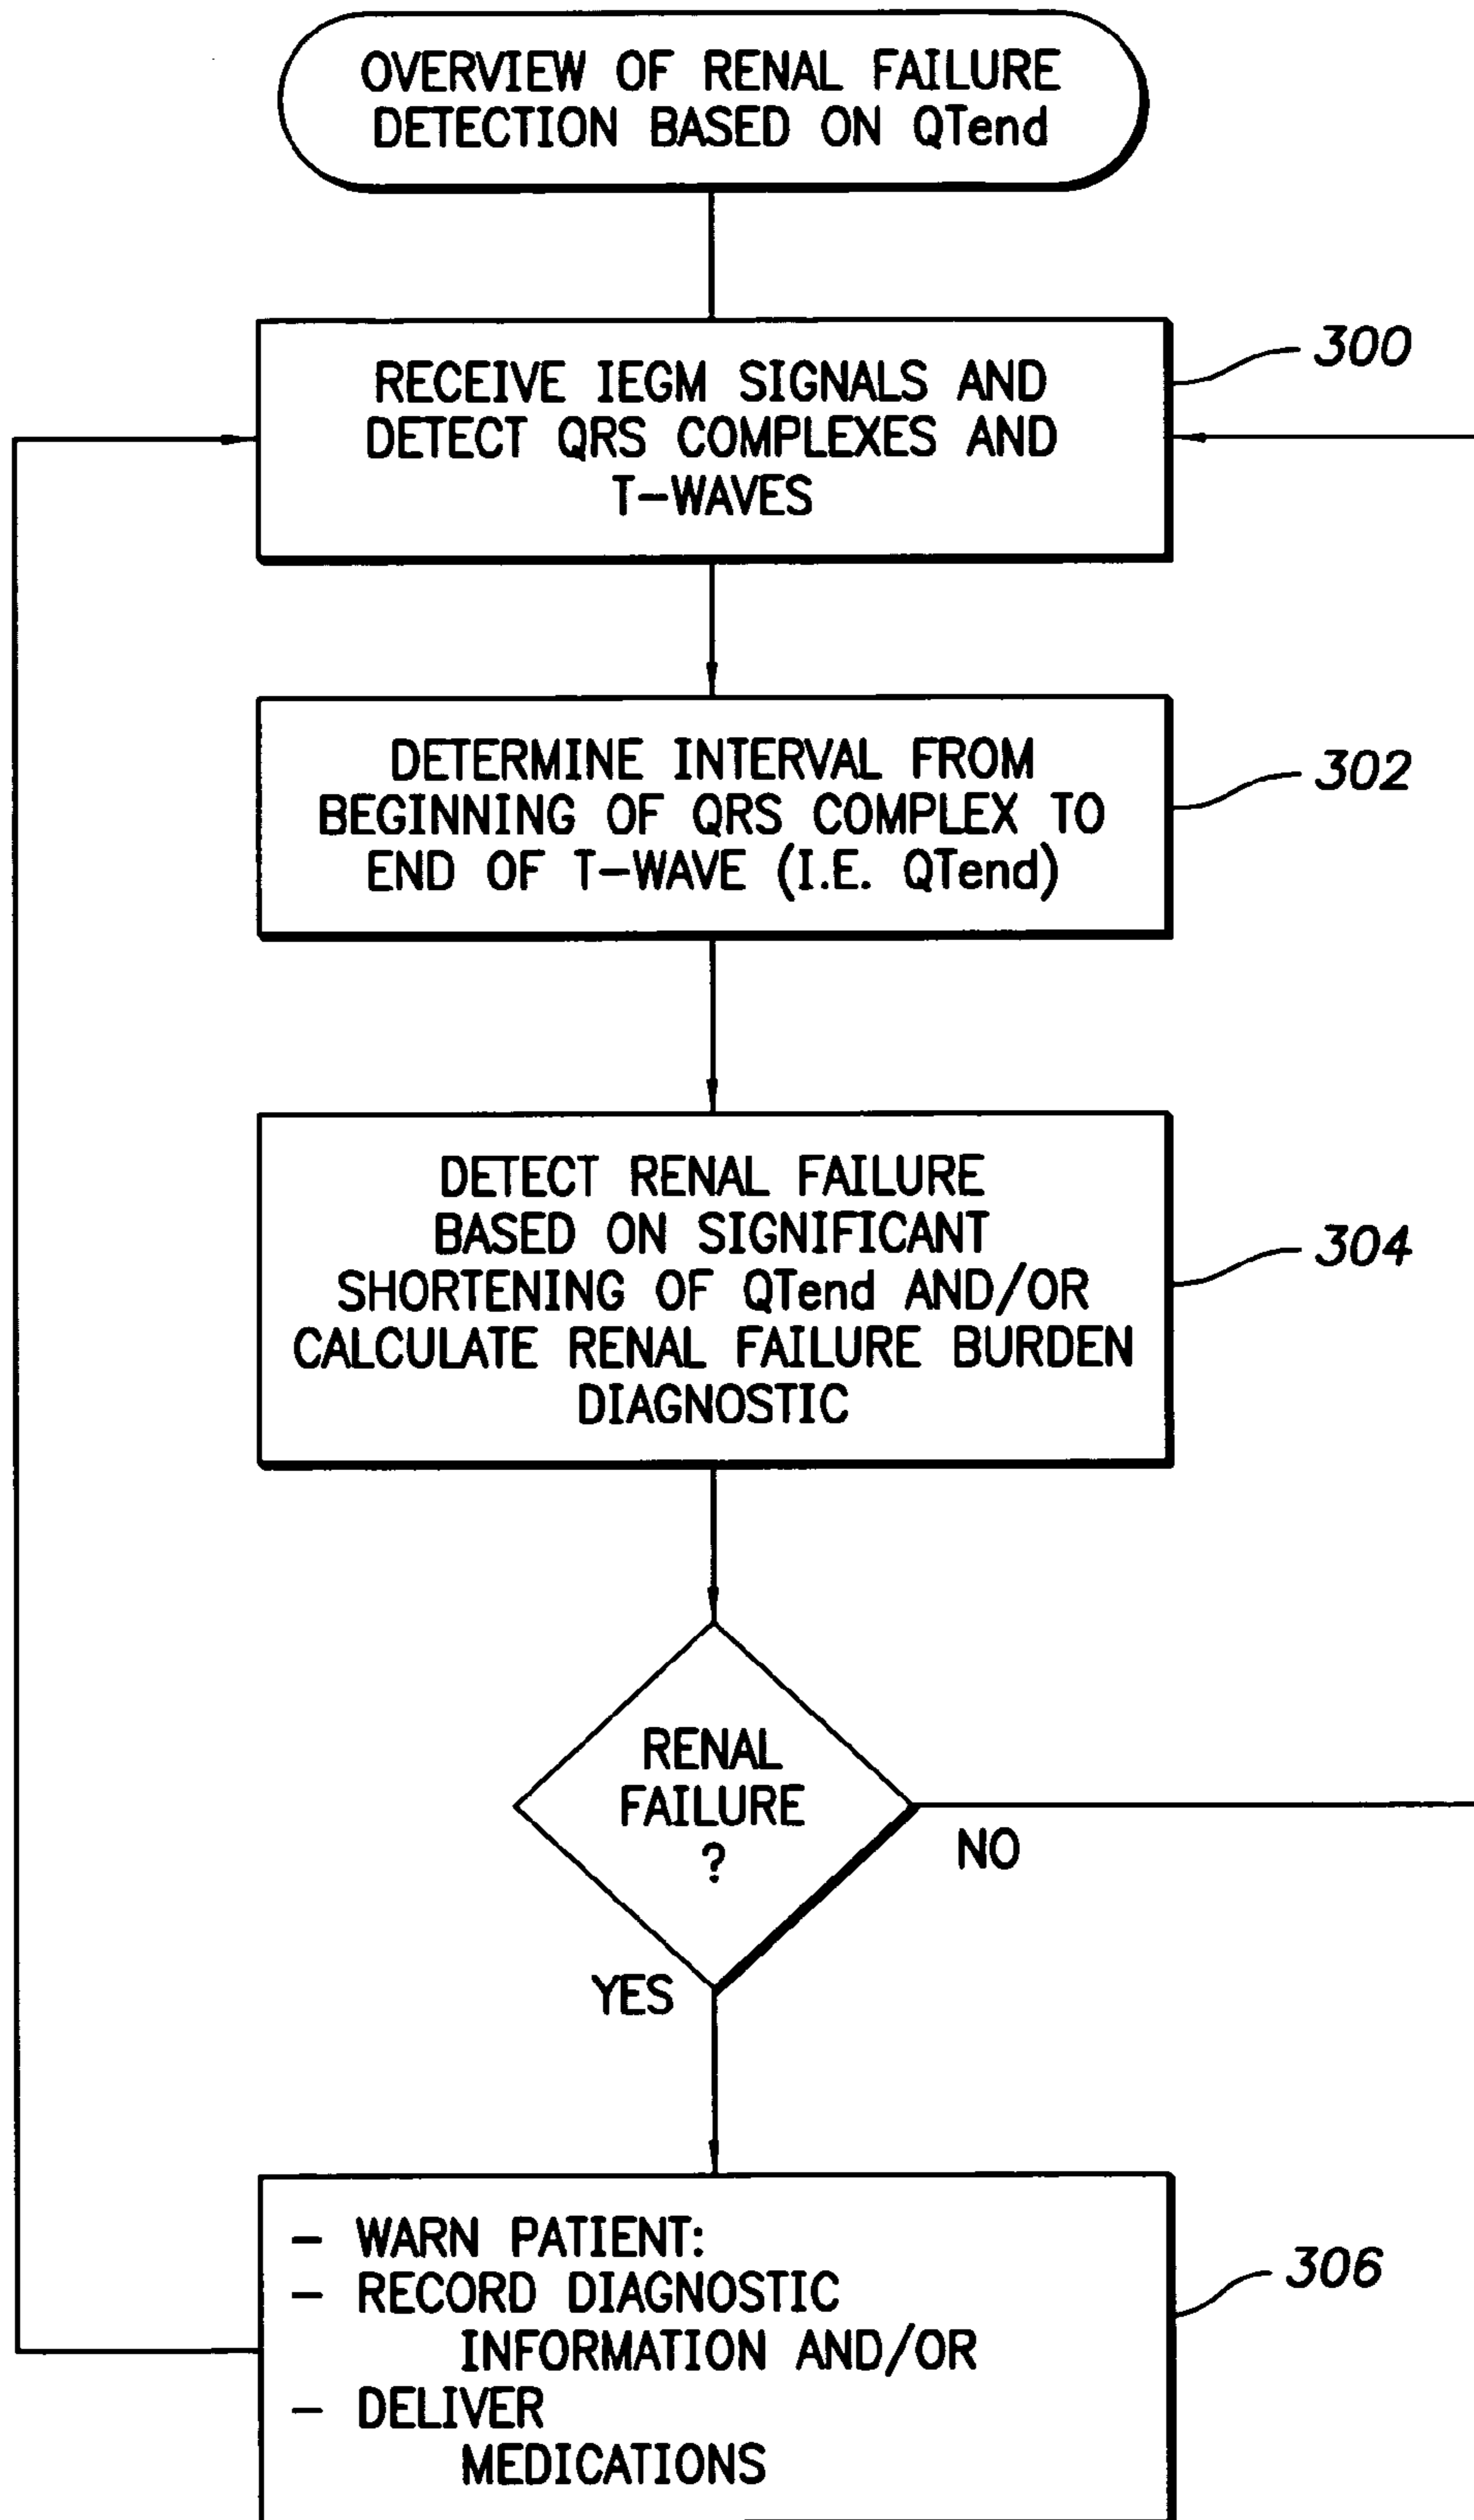 OVERVIEW OF RENAL FAILURE
DETECTION BASED ON QTend
RECEIVE IEGM SIGNALS AND
DETECT QRS COMPLEXES AND
T-WAVES
300
DETERMINE INTERVAL FROM
BEGINNING OF QRS COMPLEX TO
END OF T-WAVE (I.E. QTend)
302
DETECT RENAL FAILURE
BASED ON SIGNIFICANT
SHORTENING OF QTend AND/OR
CALCULATE RENAL FAILURE BURDEN
DIAGNOSTIC
304
RENAL
FAILURE
?
NO
YES
- WARN PATIENT:
- RECORD DIAGNOSTIC
INFORMATION AND/OR
- DELIVER
MEDICATIONS
306